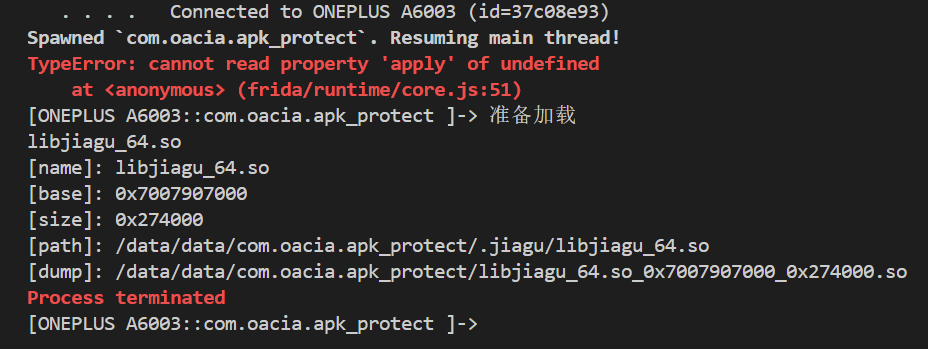 . . . .   Connected to ONEPLUS A6003 (id=37c08e93)
Spawned `com.oacia.apk_protect`. Resuming main thread!
TypeError: cannot read property 'apply' of undefined
    at <anonymous> (frida/runtime/core.js:51)
[ONEPLUS A6003::com.oacia.apk_protect ]-> 准备加载
libjiagu_64.so
[name]: libjiagu_64.so
[base]: 0x7007907000
[size]: 0x274000
[path]: /data/data/com.oacia.apk_protect/.jiagu/libjiagu_64.so
[dump]: /data/data/com.oacia.apk_protect/libjiagu_64.so_0x7007907000_0x274000.so
Process terminated
[ONEPLUS A6003::com.oacia.apk_protect ]->